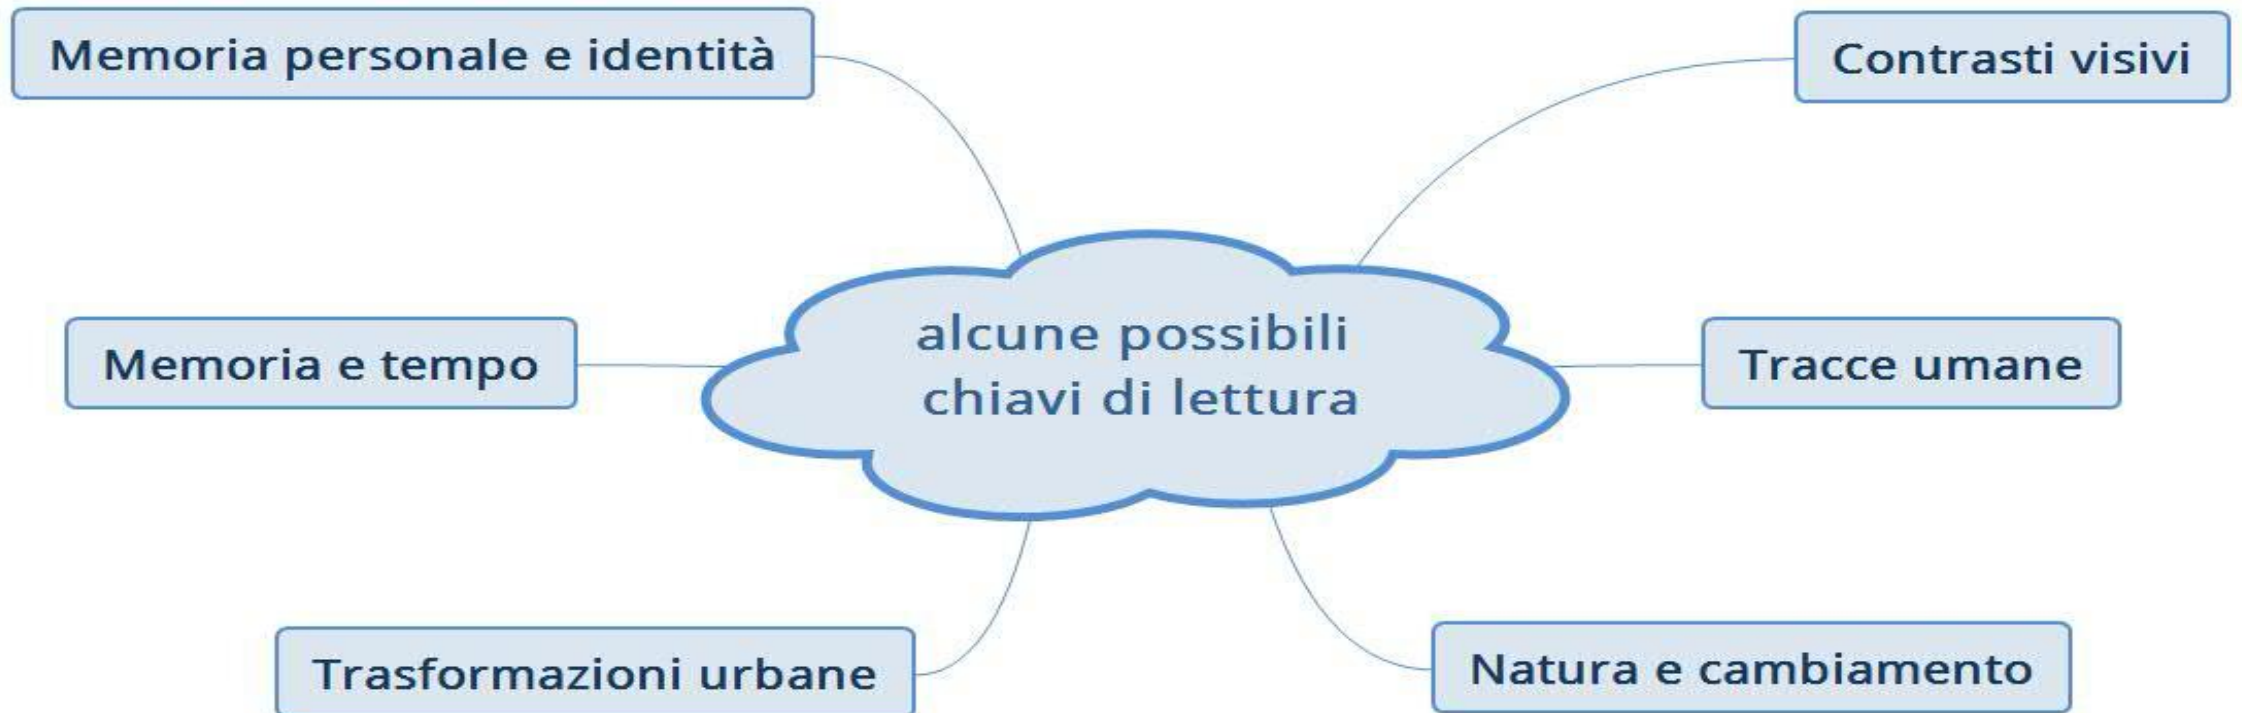 Memoria personale e identità
Contrasti visivi
alcune possibili
chiavi di lettura
Memoria e tempo
Tracce umane
Trasformazioni urbane
Natura e cambiamento